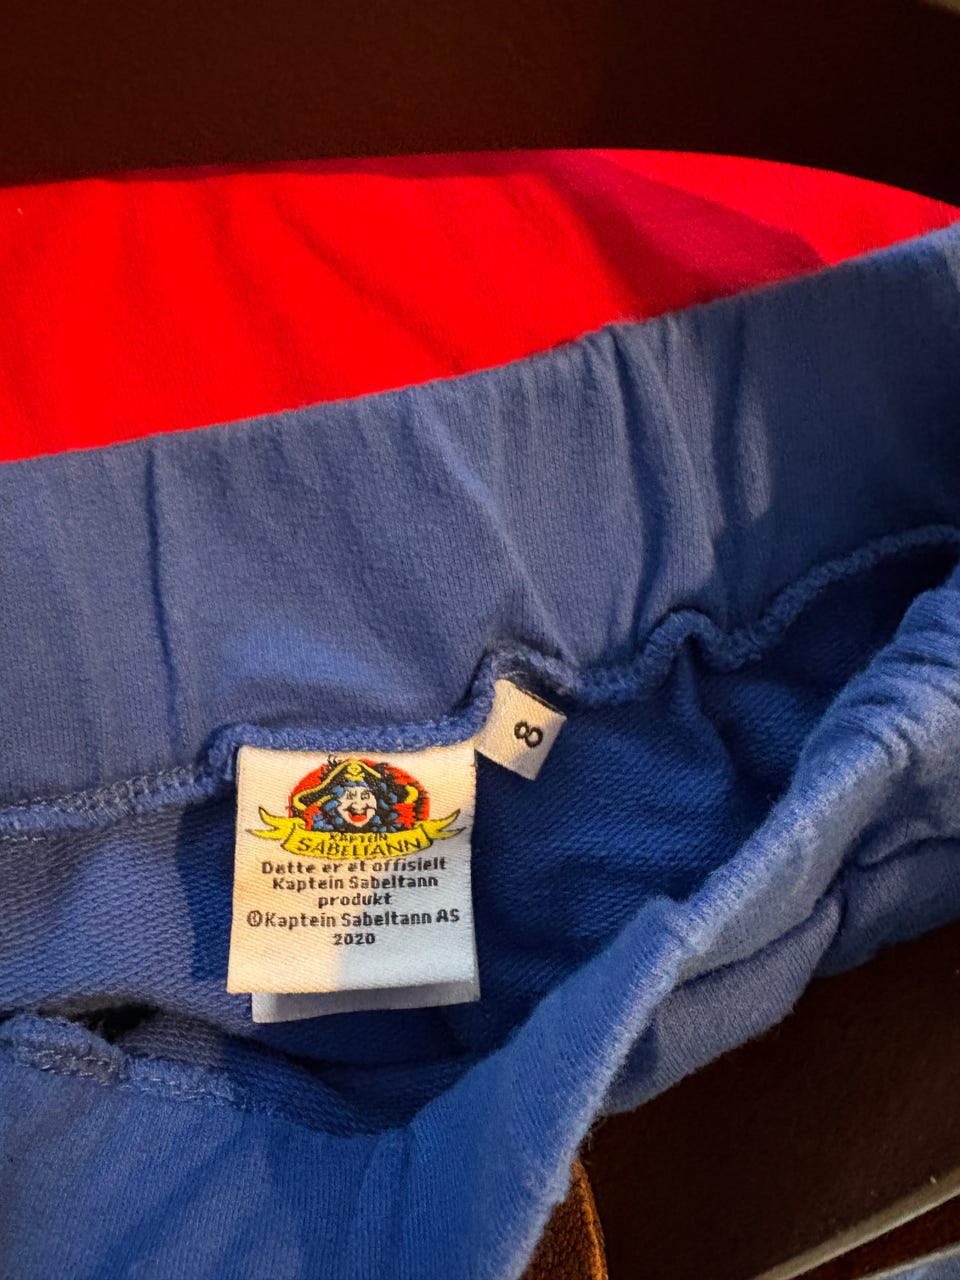 8
KAPTEIN
SABELTANN
Dette er et offisielt
Kaptein Sabeltann
produkt
©Kaptein Sabeltann AS
2020